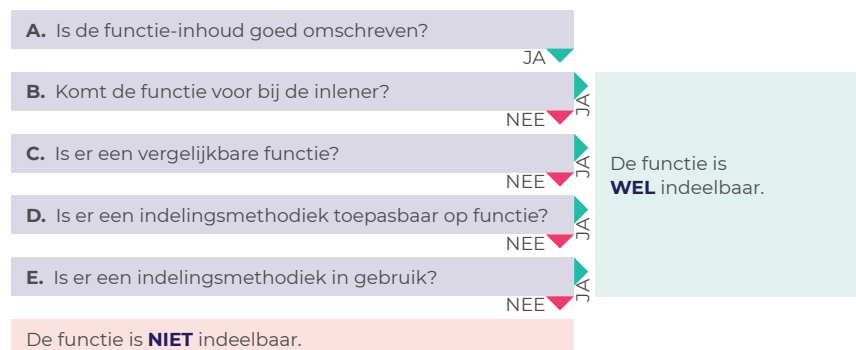 A. Is de functie-inhoud goed omschreven?
JA
B. Komt de functie voor bij de inlener?
JA
NEE
C. Is er een vergelijkbare functie?
JA
NEE
De functie is
WEL indeelbaar.
D. Is er een indelingsmethodiek toepasbaar op functie?
JA
NEE
E. Is er een indelingsmethodiek in gebruik?
JA
NEE
De functie is NIET indeelbaar.